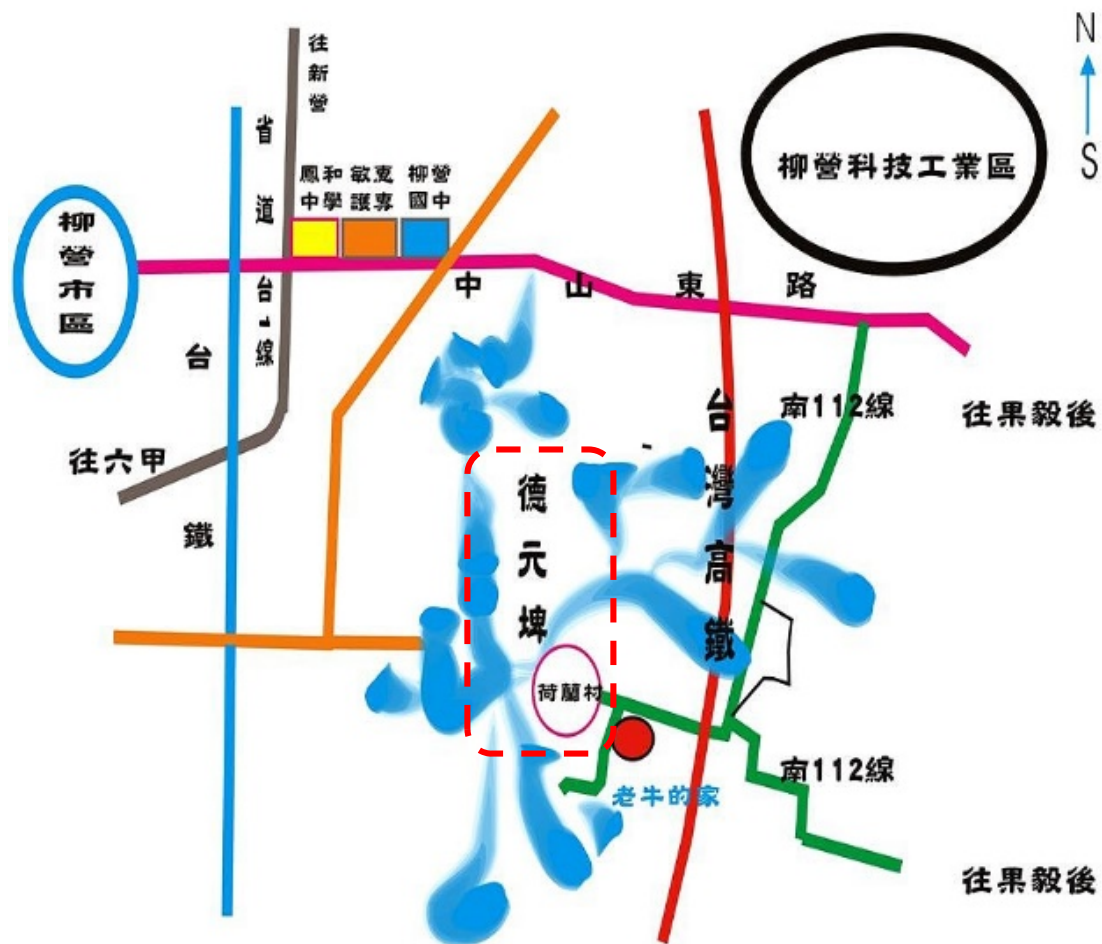 N
S
往新營
省道台1線
鳳和
中學
敏惠
護專
柳營
國中
柳營科技工業區
柳營市區
中山東路
台鐵
往六甲
南112線
往果毅後
台灣高鐵
德元埤
荷蘭村
老牛的家
南112線
往果毅後